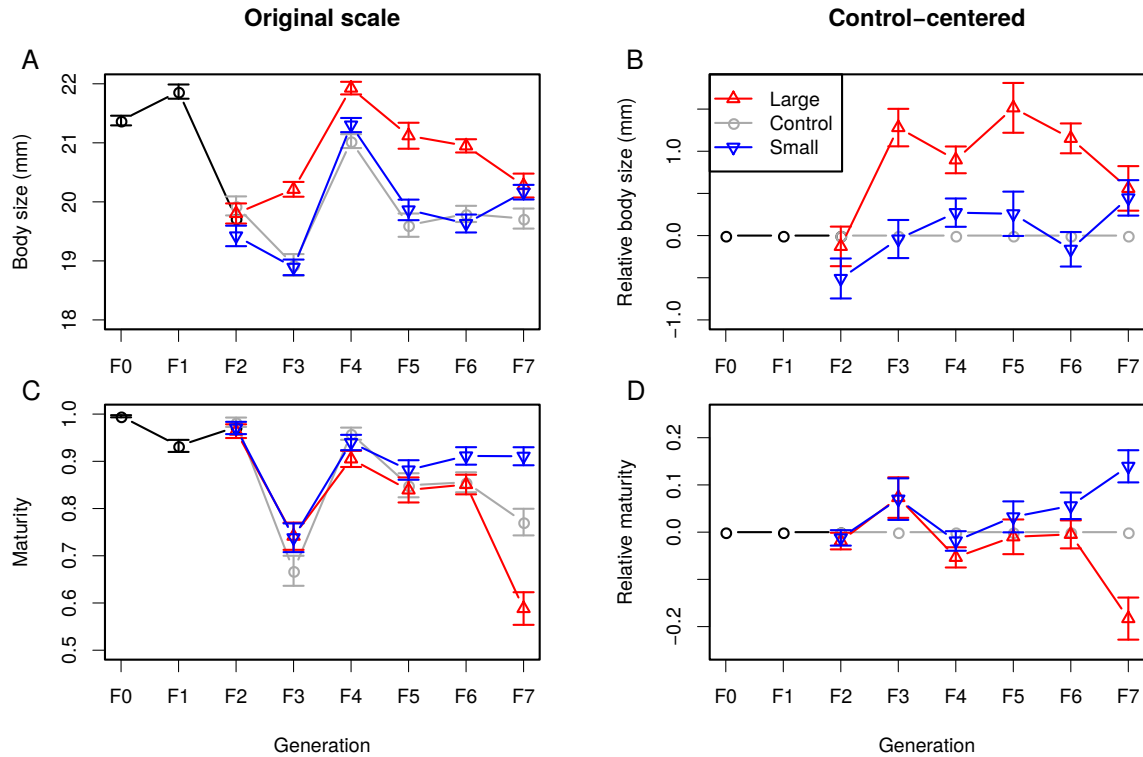 Original scale
Control−centered
A
Body size (mm)
22
21
20
19
18
F0 F1 F2 F3 F4 F5 F6 F7
B
Relative body size (mm)
1.0
0.0
−1.0
Large
Control
Small
F0 F1 F2 F3 F4 F5 F6 F7
C
Maturity
1.0
0.9
0.8
0.7
0.6
0.5
F0 F1 F2 F3 F4 F5 F6 F7
Generation
D
Relative maturity
0.2
0.1
0.0
−0.2
F0 F1 F2 F3 F4 F5 F6 F7
Generation